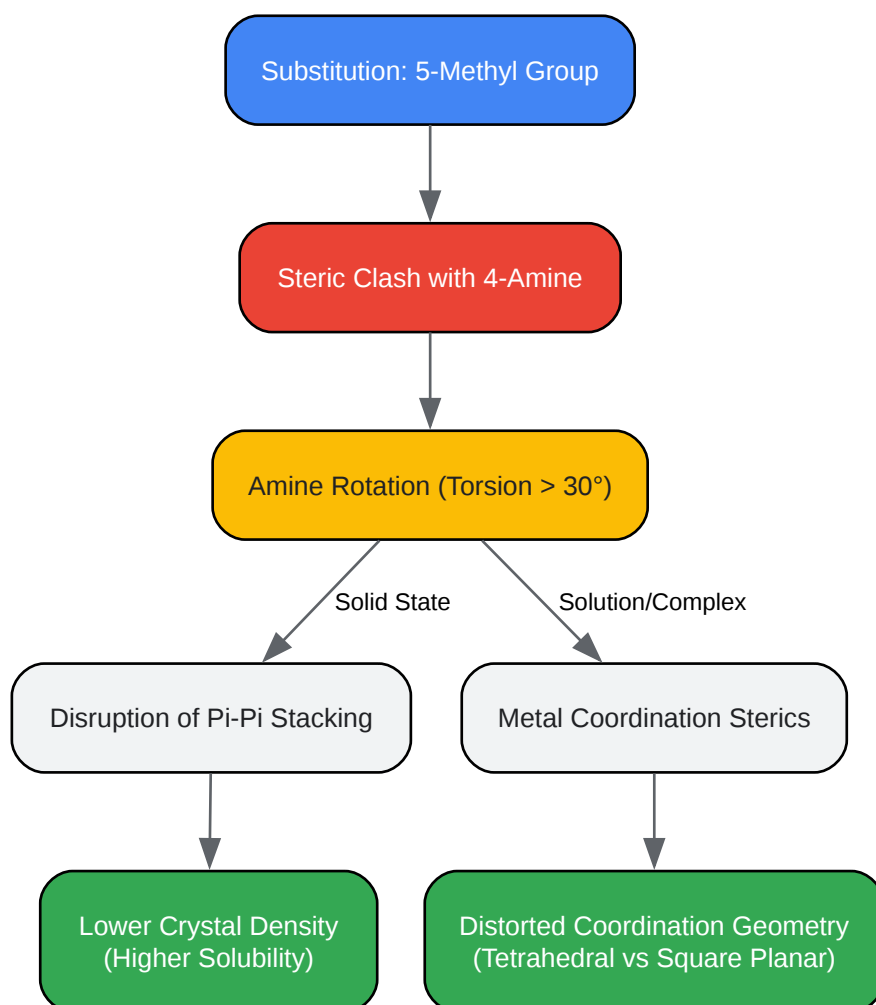 Substitution: 5-Methyl Group
Steric Clash with 4-Amine
Amine Rotation (Torsion > 30°)
Solid State
Solution/Complex
Disruption of Pi-Pi Stacking
Metal Coordination Sterics
Lower Crystal Density
(Higher Solubility)
Distorted Coordination Geometry
(Tetrahedral vs Square Planar)